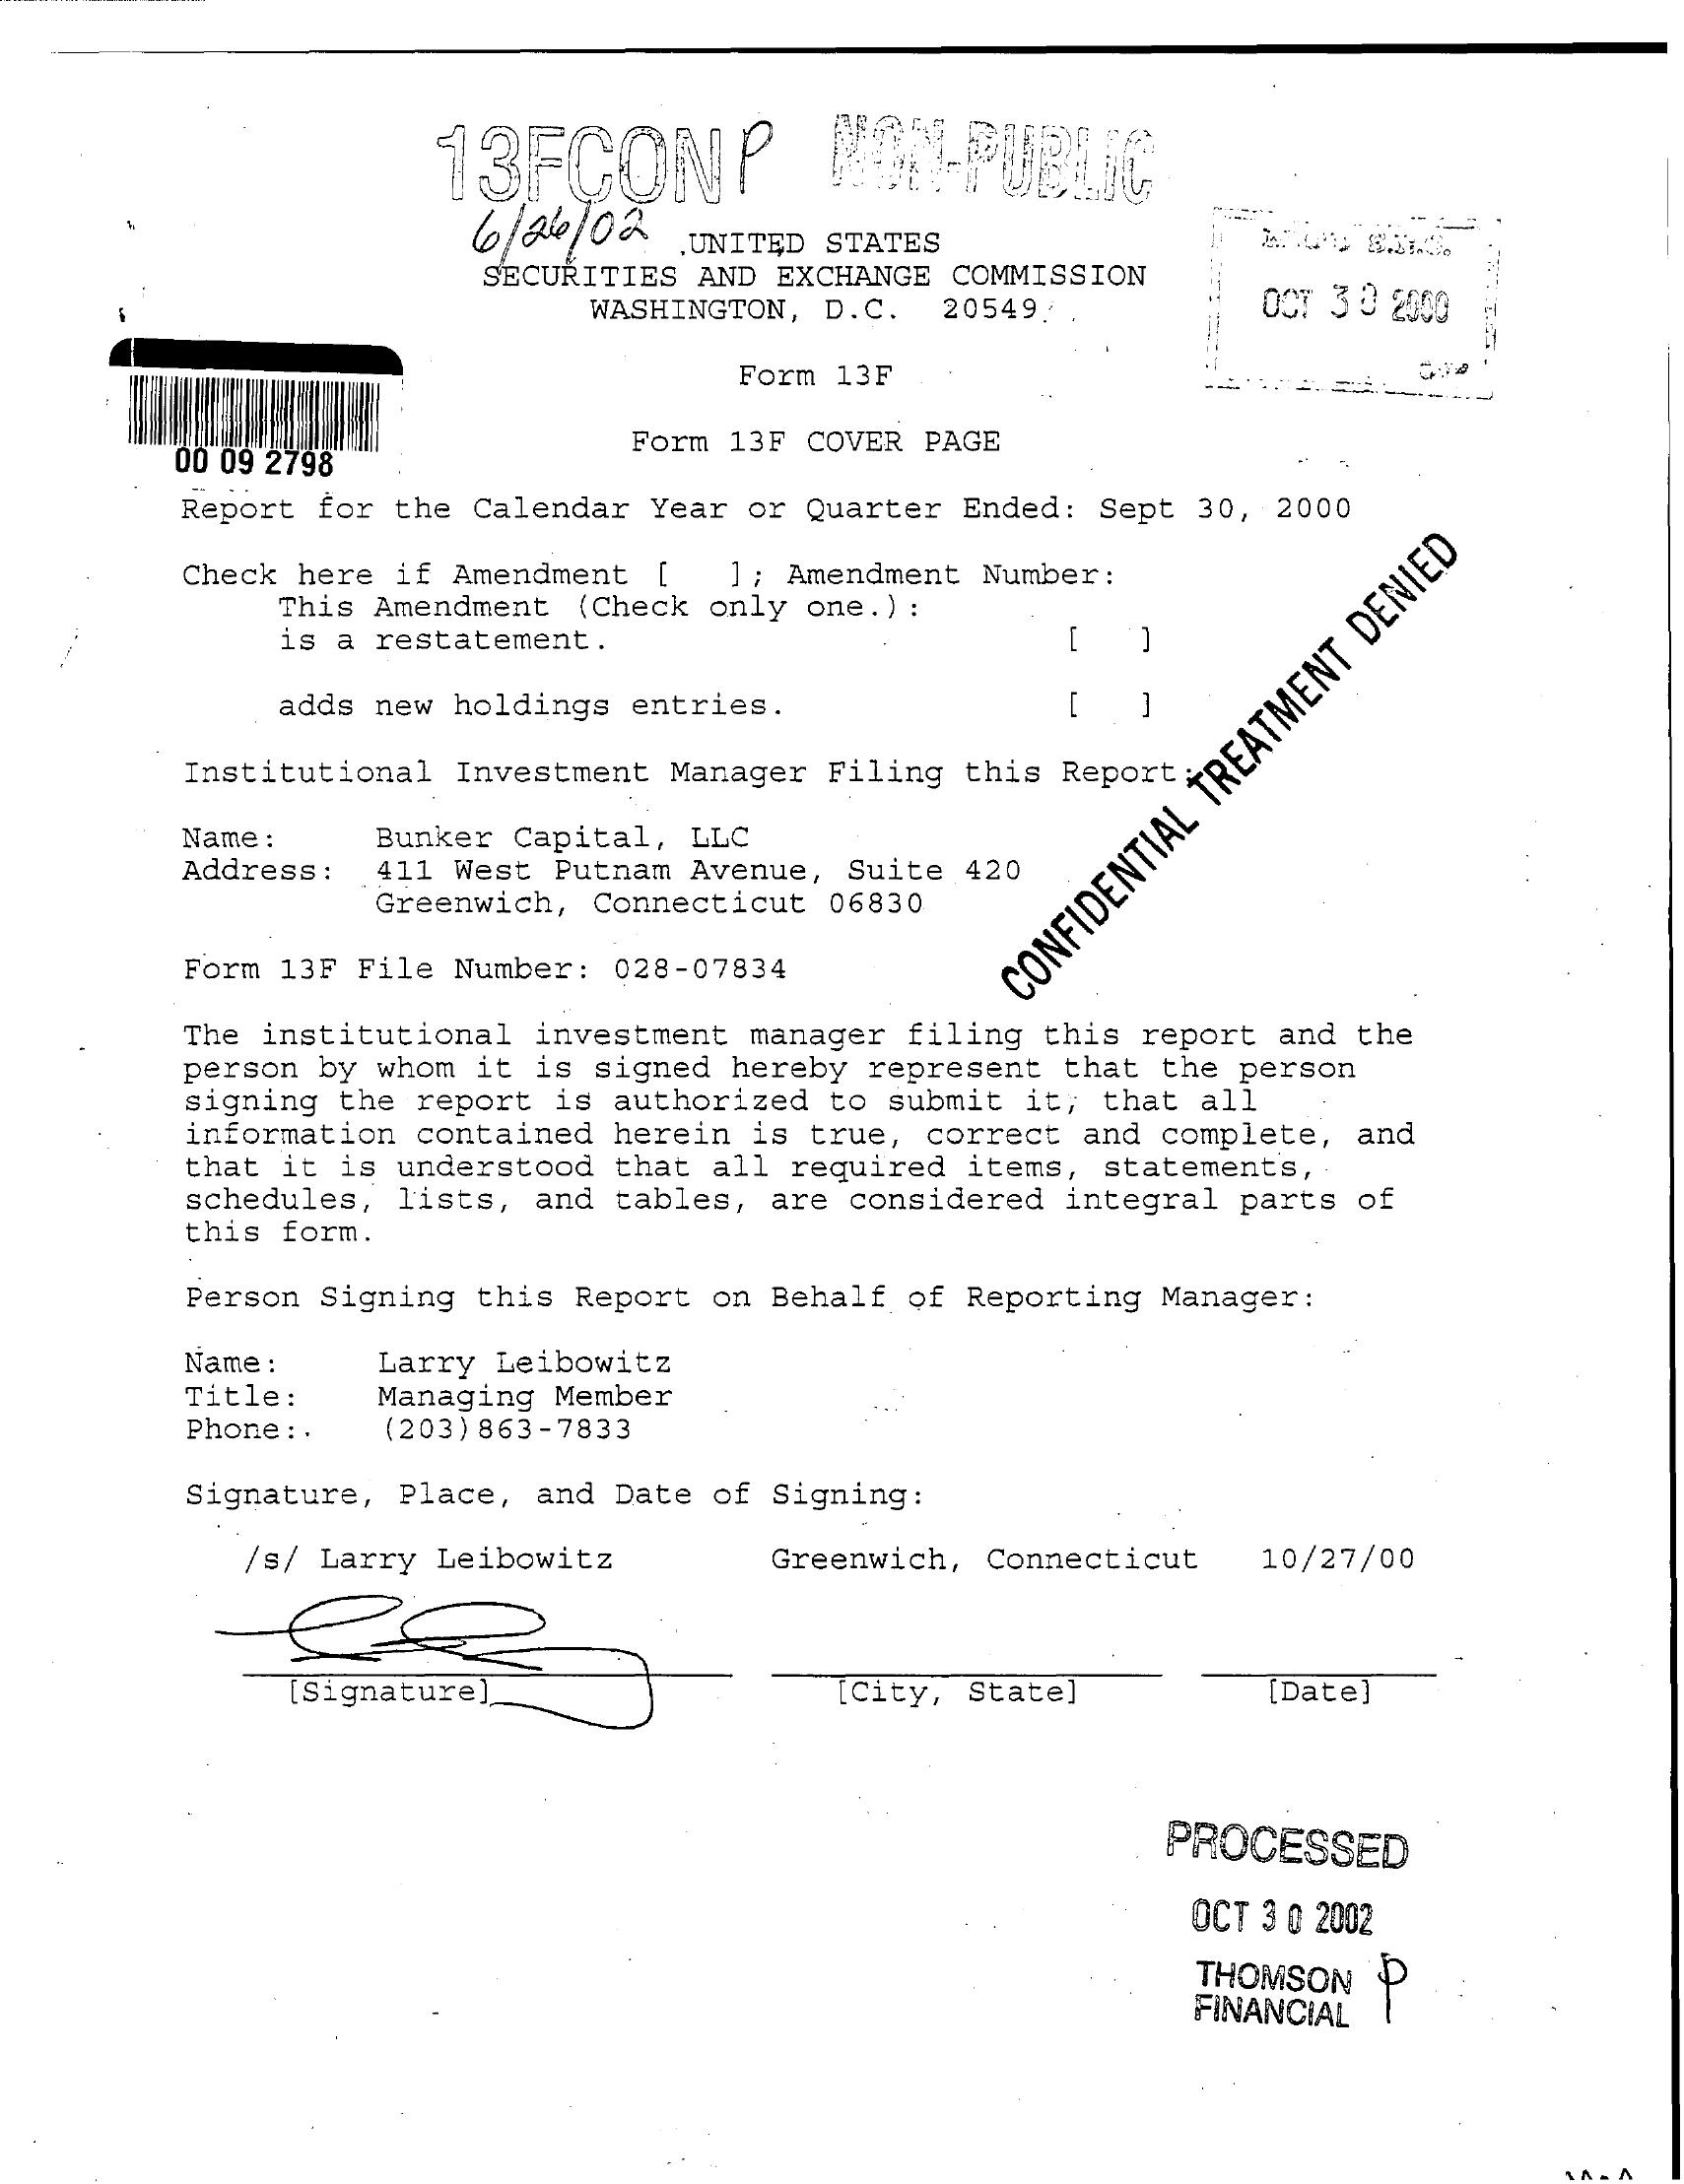 13FCONP NON-PUBLIC
6/26/02
UNITED STATES
SECURITIES AND EXCHANGE COMMISSION
WASHINGTON, D.C. 20549
OCT 30 2000
Form 13F
Form 13F COVER PAGE
00 09 2798
Report for the Calendar Year or Quarter Ended: Sept 30, 2000
Check here if Amendment [ ]; Amendment Number:
This Amendment (Check only one.):
is a restatement. [ ]
adds new holdings entries. [ ]
CONFIDENTIAL TREATMENT DENIED
Institutional Investment Manager Filing this Report:
Name: Bunker Capital, LLC
Address: 411 West Putnam Avenue, Suite 420
Greenwich, Connecticut 06830
Form 13F File Number: 028-07834
The institutional investment manager filing this report and the
person by whom it is signed hereby represent that the person
signing the report is authorized to submit it, that all
information contained herein is true, correct and complete, and
that it is understood that all required items, statements,
schedules, lists, and tables, are considered integral parts of
this form.
Person Signing this Report on Behalf of Reporting Manager:
Name: Larry Leibowitz
Title: Managing Member
Phone: (203)863-7833
Signature, Place, and Date of Signing:
/s/ Larry Leibowitz Greenwich, Connecticut 10/27/00
[Signature] [City, State] [Date]
PROCESSED
OCT 30 2002
THOMSON P
FINANCIAL